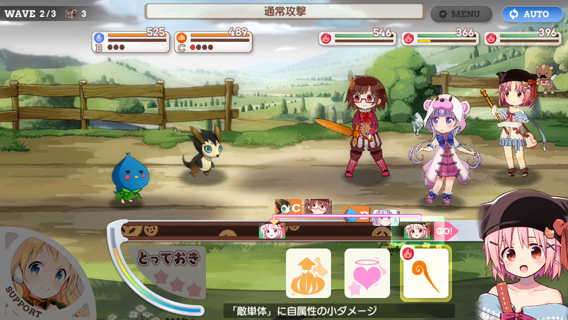 WAVE 2/3 3
通常攻撃
MENU
AUTO
B 525
C 489
546
366
396
C
GO!
とっておき
SUPPORT
「敵単体」に自属性の小ダメージ